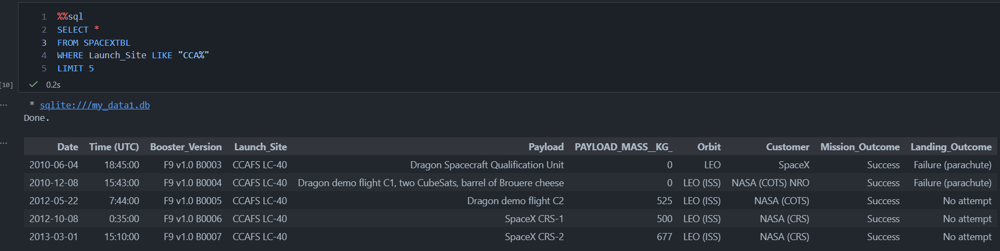 1 %%sql
2 SELECT *
3 FROM SPACEXTBL
4 WHERE Launch_Site LIKE "CCA%"
5 LIMIT 5
[10] 0.2s
... * sqlite:///my_data1.db
Done.
... Date Time (UTC) Booster_Version Launch_Site Payload PAYLOAD_MASS__KG_ Orbit Customer Mission_Outcome Landing_Outcome
2010-06-04 18:45:00 F9 v1.0 B0003 CCAFS LC-40 Dragon Spacecraft Qualification Unit 0 LEO SpaceX Success Failure (parachute)
2010-12-08 15:43:00 F9 v1.0 B0004 CCAFS LC-40 Dragon demo flight C1, two CubeSats, barrel of Brouere cheese 0 LEO (ISS) NASA (COTS) NRO Success Failure (parachute)
2012-05-22 7:44:00 F9 v1.0 B0005 CCAFS LC-40 Dragon demo flight C2 525 LEO (ISS) NASA (COTS) Success No attempt
2012-10-08 0:35:00 F9 v1.0 B0006 CCAFS LC-40 SpaceX CRS-1 500 LEO (ISS) NASA (CRS) Success No attempt
2013-03-01 15:10:00 F9 v1.0 B0007 CCAFS LC-40 SpaceX CRS-2 677 LEO (ISS) NASA (CRS) Success No attempt